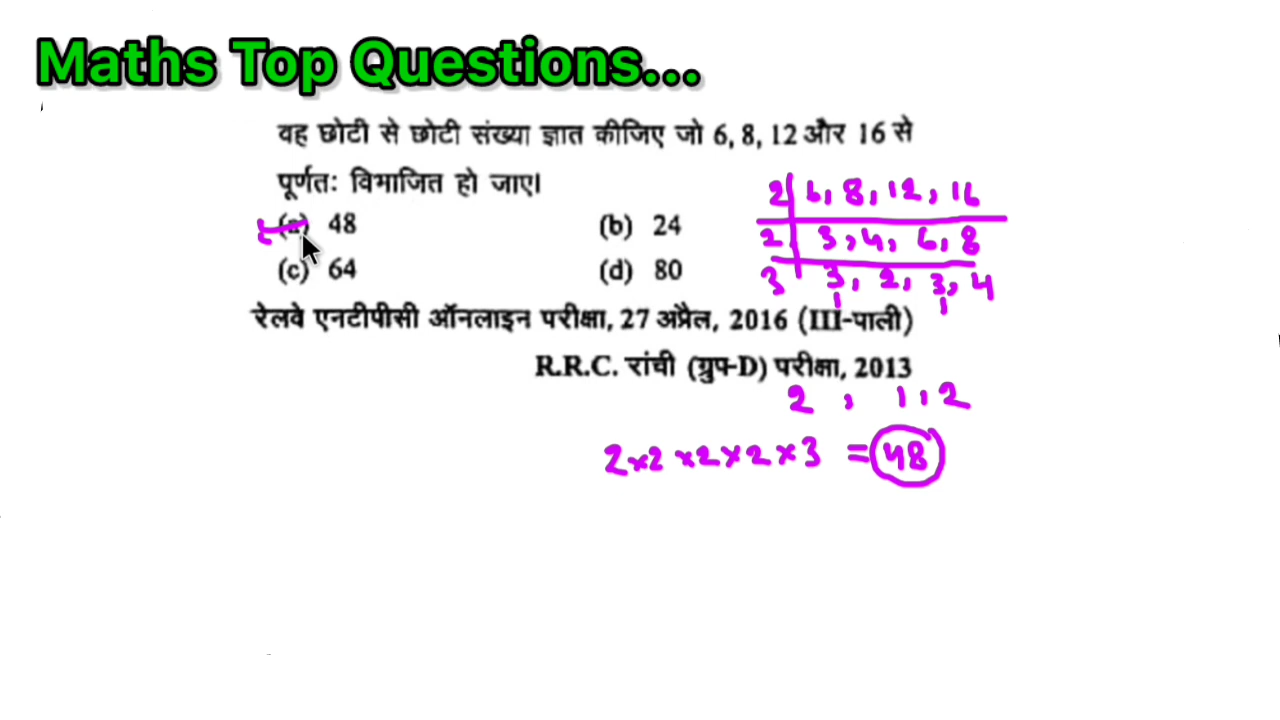 Maths Top Questions...
वह छोटी से छोटी संख्या ज्ञात कीजिए जो 6, 8, 12 और 16 से
पूर्णतः विभाजित हो जाए।
(a) 48 (b) 24
(c) 64 (d) 80
रेलवे एनटीपीसी ऑनलाइन परीक्षा, 27 अप्रैल, 2016 (III-पाली)
R.R.C. रांची (ग्रुप-D) परीक्षा, 2013
2 6, 8, 12, 16
2 3, 4, 6, 8
3 3, 2, 3, 4
1 1
2 , 1, 2
2×2×2×2×3 = 48